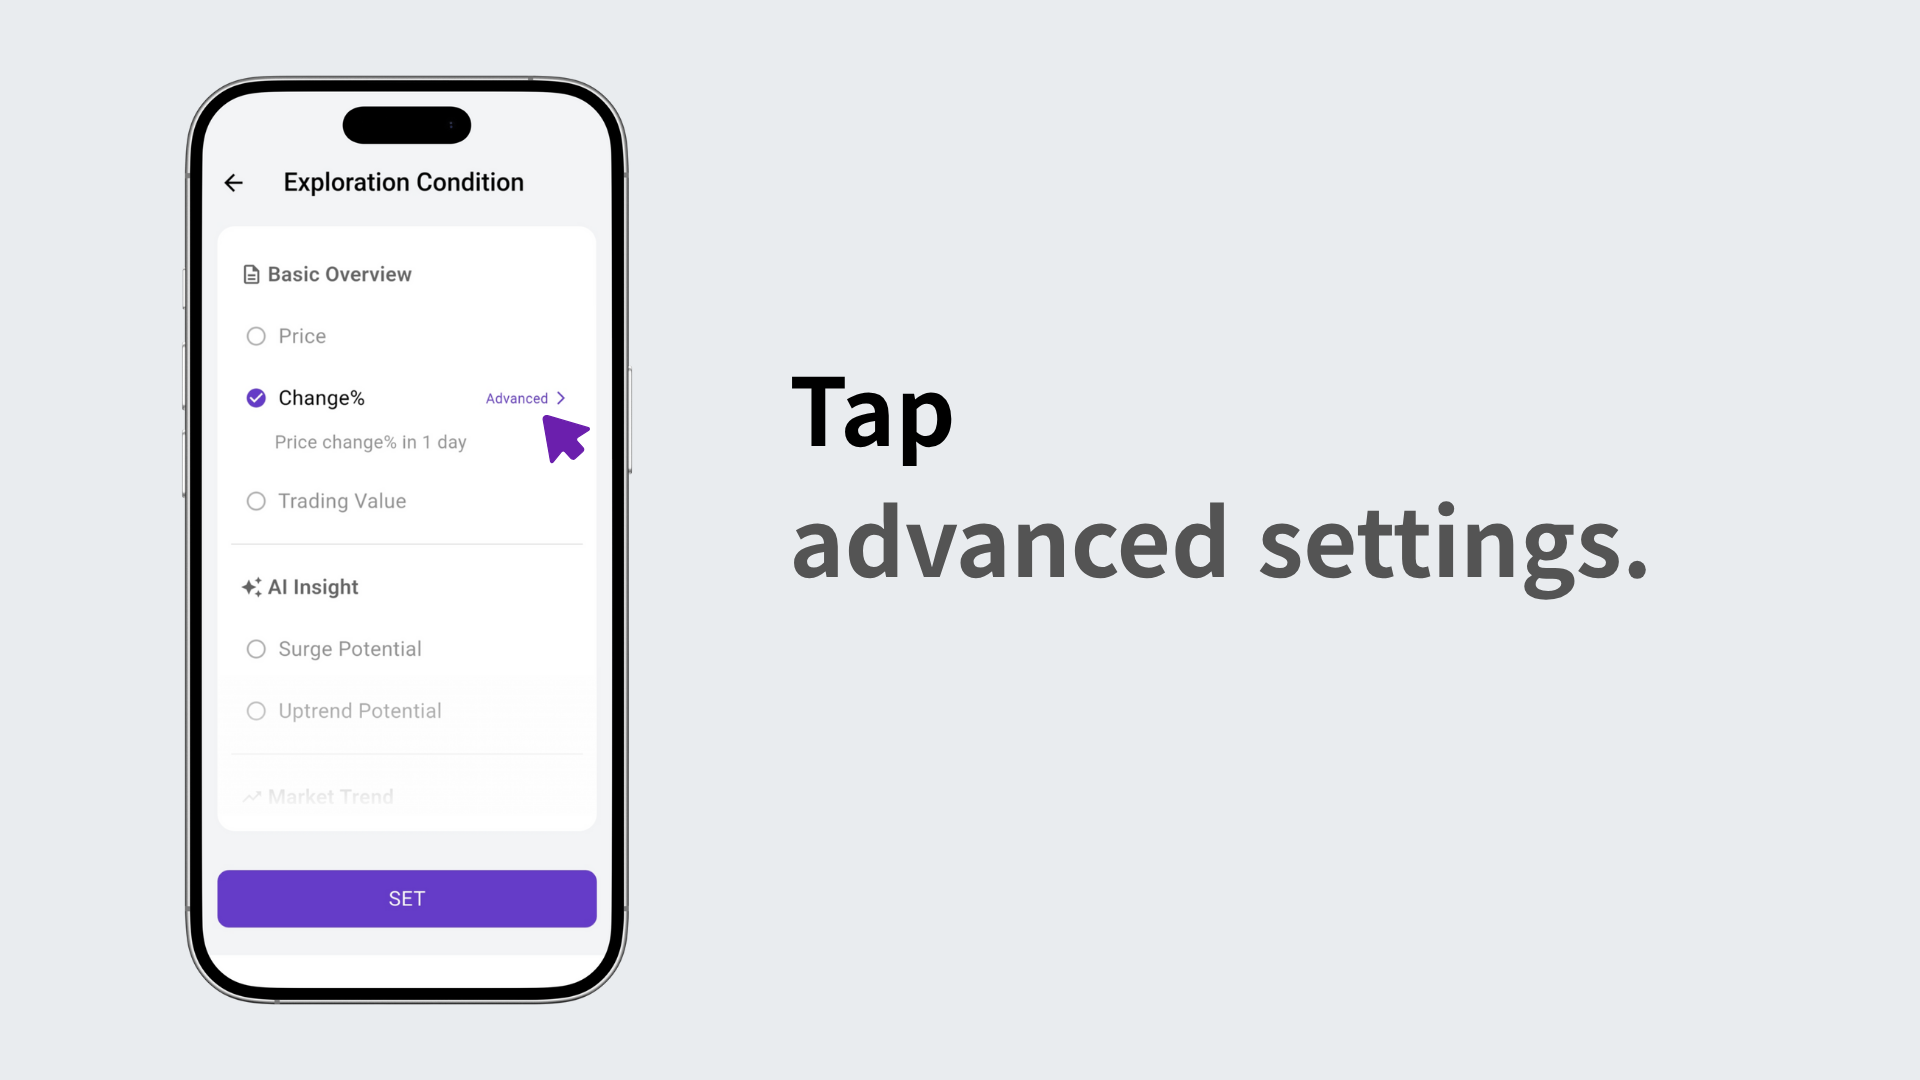 Exploration Condition
Basic Overview
Price
Change%
Advanced
Price change% in 1 day
Trading Value
AI Insight
Surge Potential
Uptrend Potential
Market Trend
SET
Tap
advanced settings.